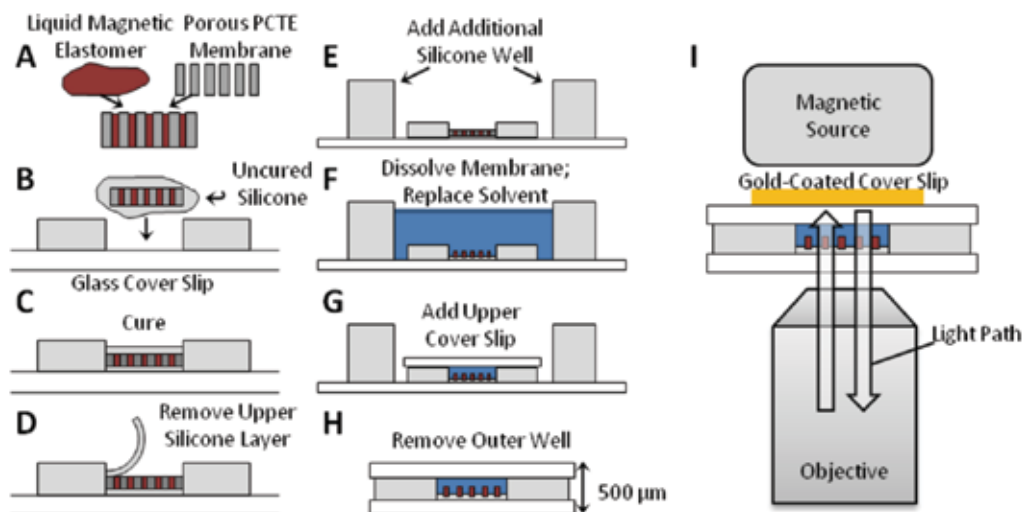 A
Liquid Magnetic
Elastomer
Porous PCTE
Membrane
B
Uncured
Silicone
Glass Cover Slip
C
Cure
D
Remove Upper
Silicone Layer
E
Add Additional
Silicone Well
F
Dissolve Membrane;
Replace Solvent
G
Add Upper
Cover Slip
H
Remove Outer Well
500 μm
I
Magnetic
Source
Gold-Coated Cover Slip
Light Path
Objective